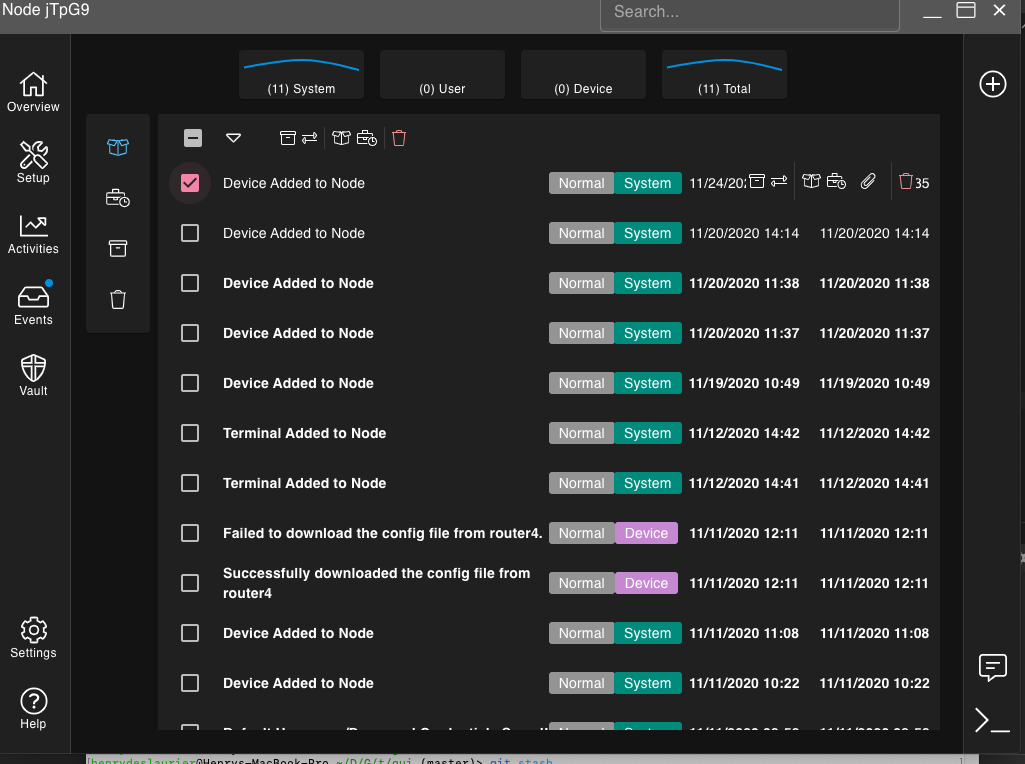 Node jTpG9
Search...
Overview
Setup
Activities
Events
Vault
Settings
Help
(11) System
(0) User
(0) Device
(11) Total
Device Added to Node Normal System 11/24/202 35
Device Added to Node Normal System 11/20/2020 14:14 11/20/2020 14:14
Device Added to Node Normal System 11/20/2020 11:38 11/20/2020 11:38
Device Added to Node Normal System 11/20/2020 11:37 11/20/2020 11:37
Device Added to Node Normal System 11/19/2020 10:49 11/19/2020 10:49
Terminal Added to Node Normal System 11/12/2020 14:42 11/12/2020 14:42
Terminal Added to Node Normal System 11/12/2020 14:41 11/12/2020 14:41
Failed to download the config file from router4. Normal Device 11/11/2020 12:11 11/11/2020 12:11
Successfully downloaded the config file from
router4 Normal Device 11/11/2020 12:11 11/11/2020 12:11
Device Added to Node Normal System 11/11/2020 11:08 11/11/2020 11:08
Device Added to Node Normal System 11/11/2020 10:22 11/11/2020 10:22
henrydeslaurier@Henrys-MacBook-Pro ~/D/G/t/gui (master)> git stash